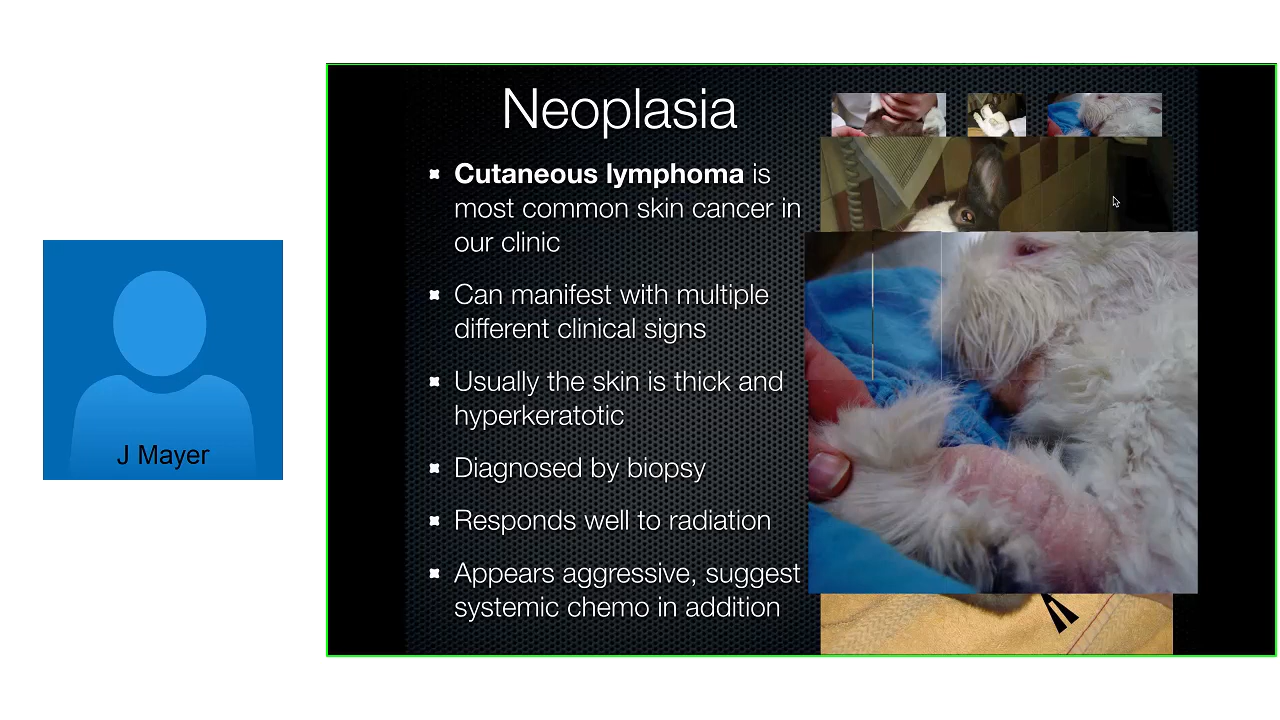 Neoplasia
Cutaneous lymphoma is
most common skin cancer in
our clinic
Can manifest with multiple
different clinical signs
Usually the skin is thick and
hyperkeratotic
Diagnosed by biopsy
Responds well to radiation
Appears aggressive, suggest
systemic chemo in addition
J Mayer